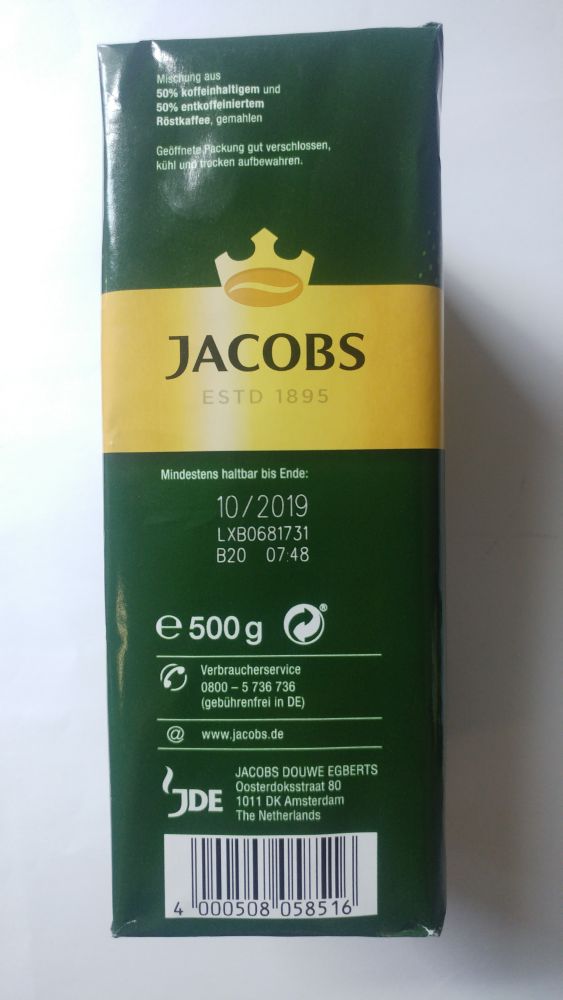 Mischung aus
50% koffeinhaltigem und
50% entkoffeiniertem
Röstkaffee, gemahlen
Geöffnete Packung gut verschlossen,
kühl und trocken aufbewahren.
JACOBS
ESTD 1895
Mindestens haltbar bis Ende:
10/2019
LXB0681731
B20 07:48
℮ 500 g ®
Verbraucherservice
0800 – 5 736 736
(gebührenfrei in DE)
@ www.jacobs.de
JDE
JACOBS DOUWE EGBERTS
Oosterdoksstraat 80
1011 DK Amsterdam
The Netherlands
4 000508 058516